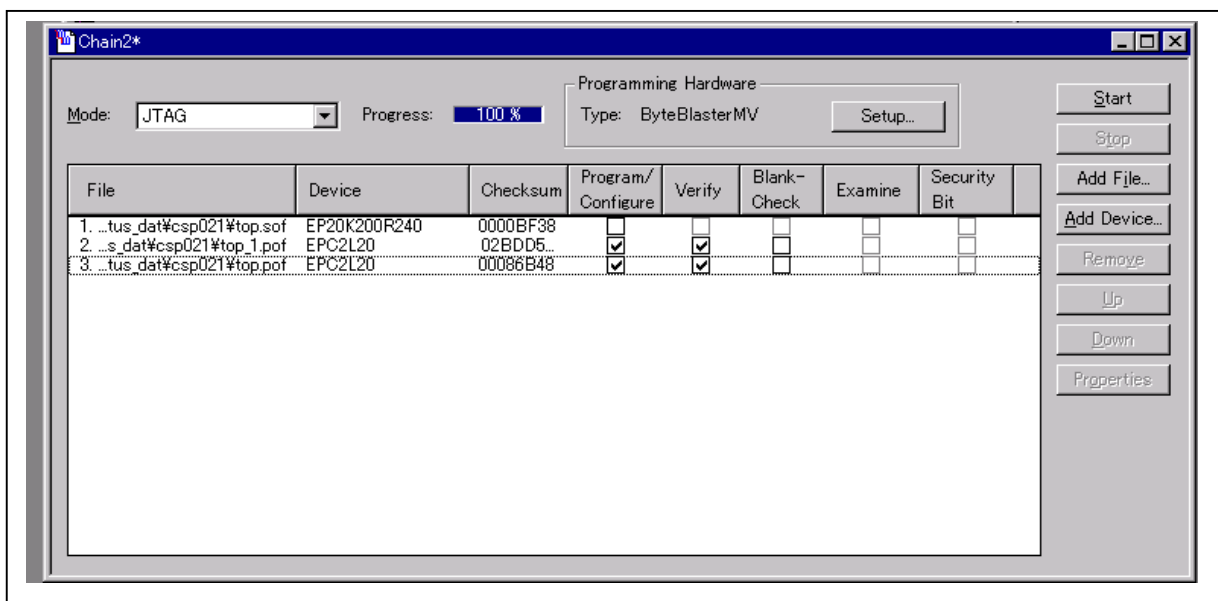 Chain2*
Programming Hardware
Mode: JTAG Progress: 100 % Type: ByteBlasterMV Setup... Start
Stop
Add File...
File Device Checksum Program/Configure Verify Blank-Check Examine Security Bit
Add Device...
1. ...tus_dat¥csp021¥top.sof EP20K200R240 0000BF38
2. ...s_dat¥csp021¥top_1.pof EPC2L20 02BDD5...
3. ...tus_dat¥csp021¥top.pof EPC2L20 00086B48
Remove
Up
Down
Properties